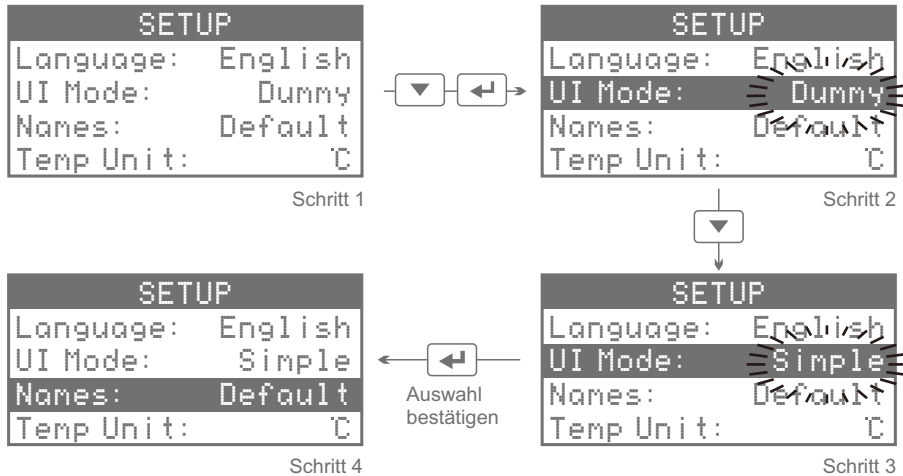 SETUP
Language: English
UI Mode: Dummy
Names: Default
Temp Unit: °C
Schritt 1
SETUP
Language: English
UI Mode: Dummy
Names: Default
Temp Unit: °C
Schritt 2
SETUP
Language: English
UI Mode: Simple
Names: Default
Temp Unit: °C
Schritt 3
Auswahl
bestätigen
SETUP
Language: English
UI Mode: Simple
Names: Default
Temp Unit: °C
Schritt 4